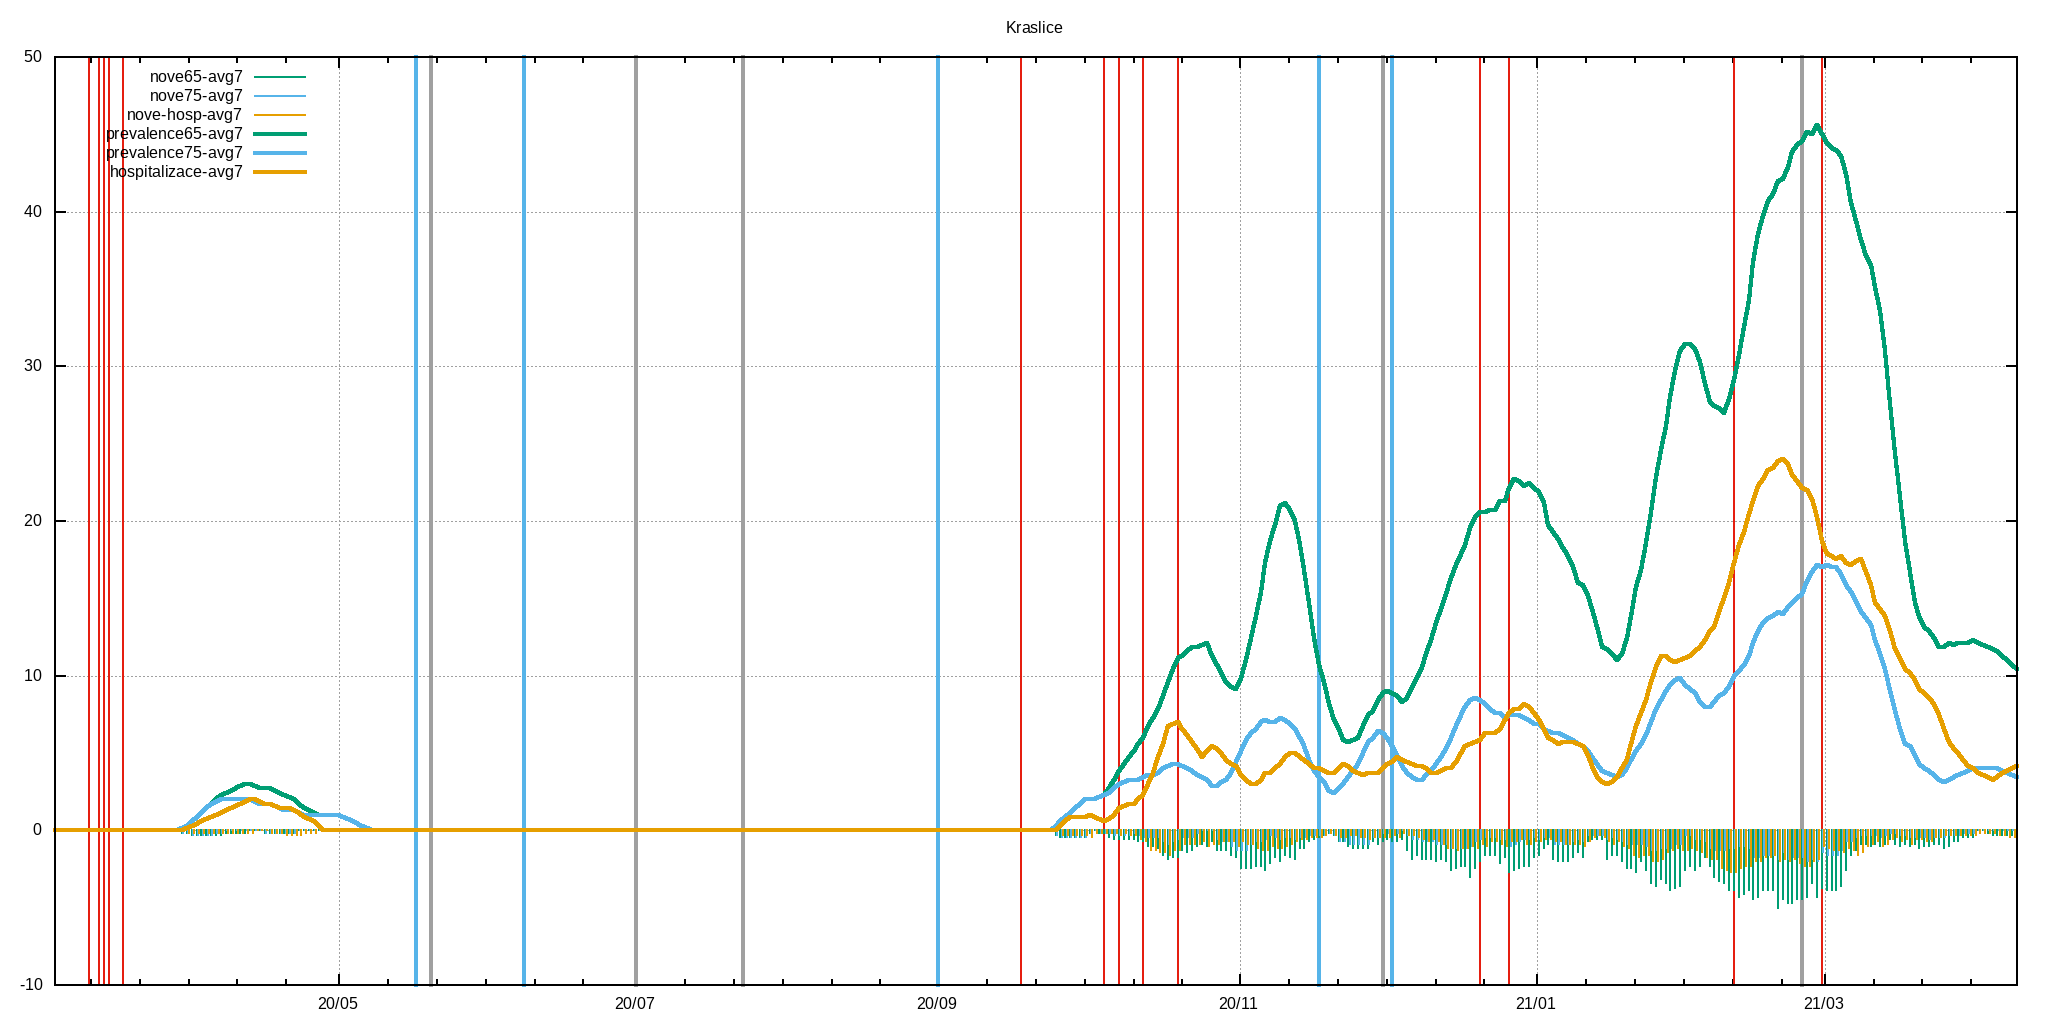 Kraslice
50
nove65-avg7
nove75-avg7
nove-hosp-avg7
prevalence65-avg7
prevalence75-avg7
hospitalizace-avg7
40
30
20
10
0
-10
20/05 20/07 20/09 20/11 21/01 21/03